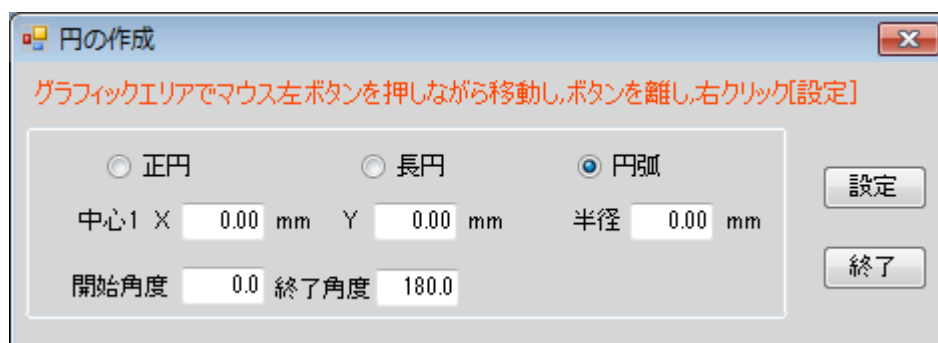 円の作成
グラフィックエリアでマウス左ボタンを押しながら移動し,ボタンを離し,右クリック[設定]
正円 長円 円弧
設定
中心1 X 0.00 mm Y 0.00 mm 半径 0.00 mm
終了
開始角度 0.0 終了角度 180.0